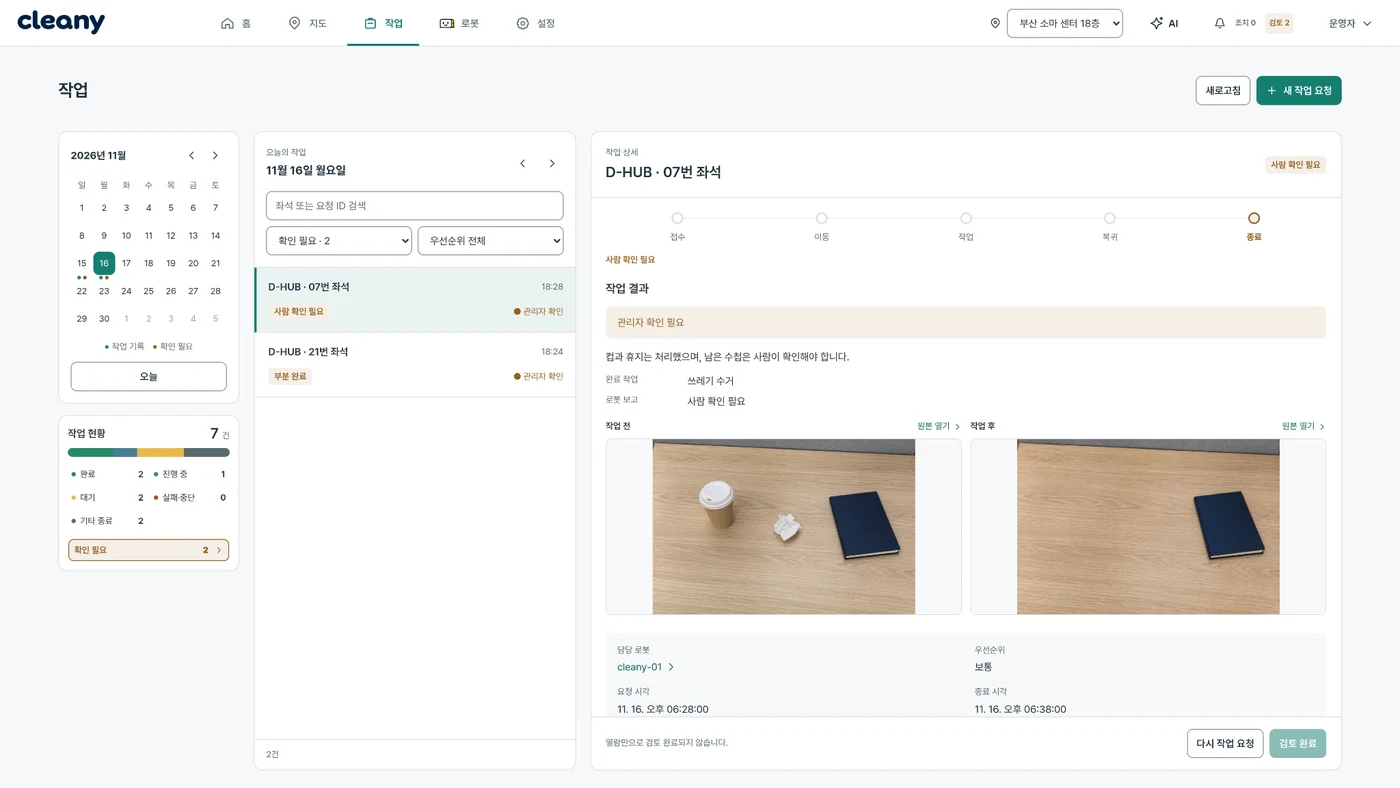 cleany
홈
지도
작업
로봇
설정
부산 소마 센터 18층
AI
조치 0
검토 2
운영자
작업
새로고침
+ 새 작업 요청
2026년 11월
일 월 화 수 목 금 토
1 2 3 4 5 6 7
8 9 10 11 12 13 14
15 16 17 18 19 20 21
22 23 24 25 26 27 28
29 30 1 2 3 4 5
작업 기록 확인 필요
오늘
작업 현황 7 건
완료 2 진행 중 1
대기 2 실패·중단 0
기타 종료 2
확인 필요 2
오늘의 작업
11월 16일 월요일
좌석 또는 요청 ID 검색
확인 필요 · 2
우선순위 전체
D-HUB · 07번 좌석 18:28
사람 확인 필요 관리자 확인
D-HUB · 21번 좌석 18:24
부분 완료 관리자 확인
2건
작업 상세
D-HUB · 07번 좌석
사람 확인 필요
접수 이동 작업 복귀 종료
사람 확인 필요
작업 결과
관리자 확인 필요
컵과 휴지는 처리했으며, 남은 수첩은 사람이 확인해야 합니다.
완료 작업 쓰레기 수거
로봇 보고 사람 확인 필요
작업 전 원본 열기
작업 후 원본 열기
담당 로봇 우선순위
cleany-01 보통
요청 시각 종료 시각
11. 16. 오후 06:28:00 11. 16. 오후 06:38:00
열람만으로 검토 완료되지 않습니다.
다시 작업 요청
검토 완료